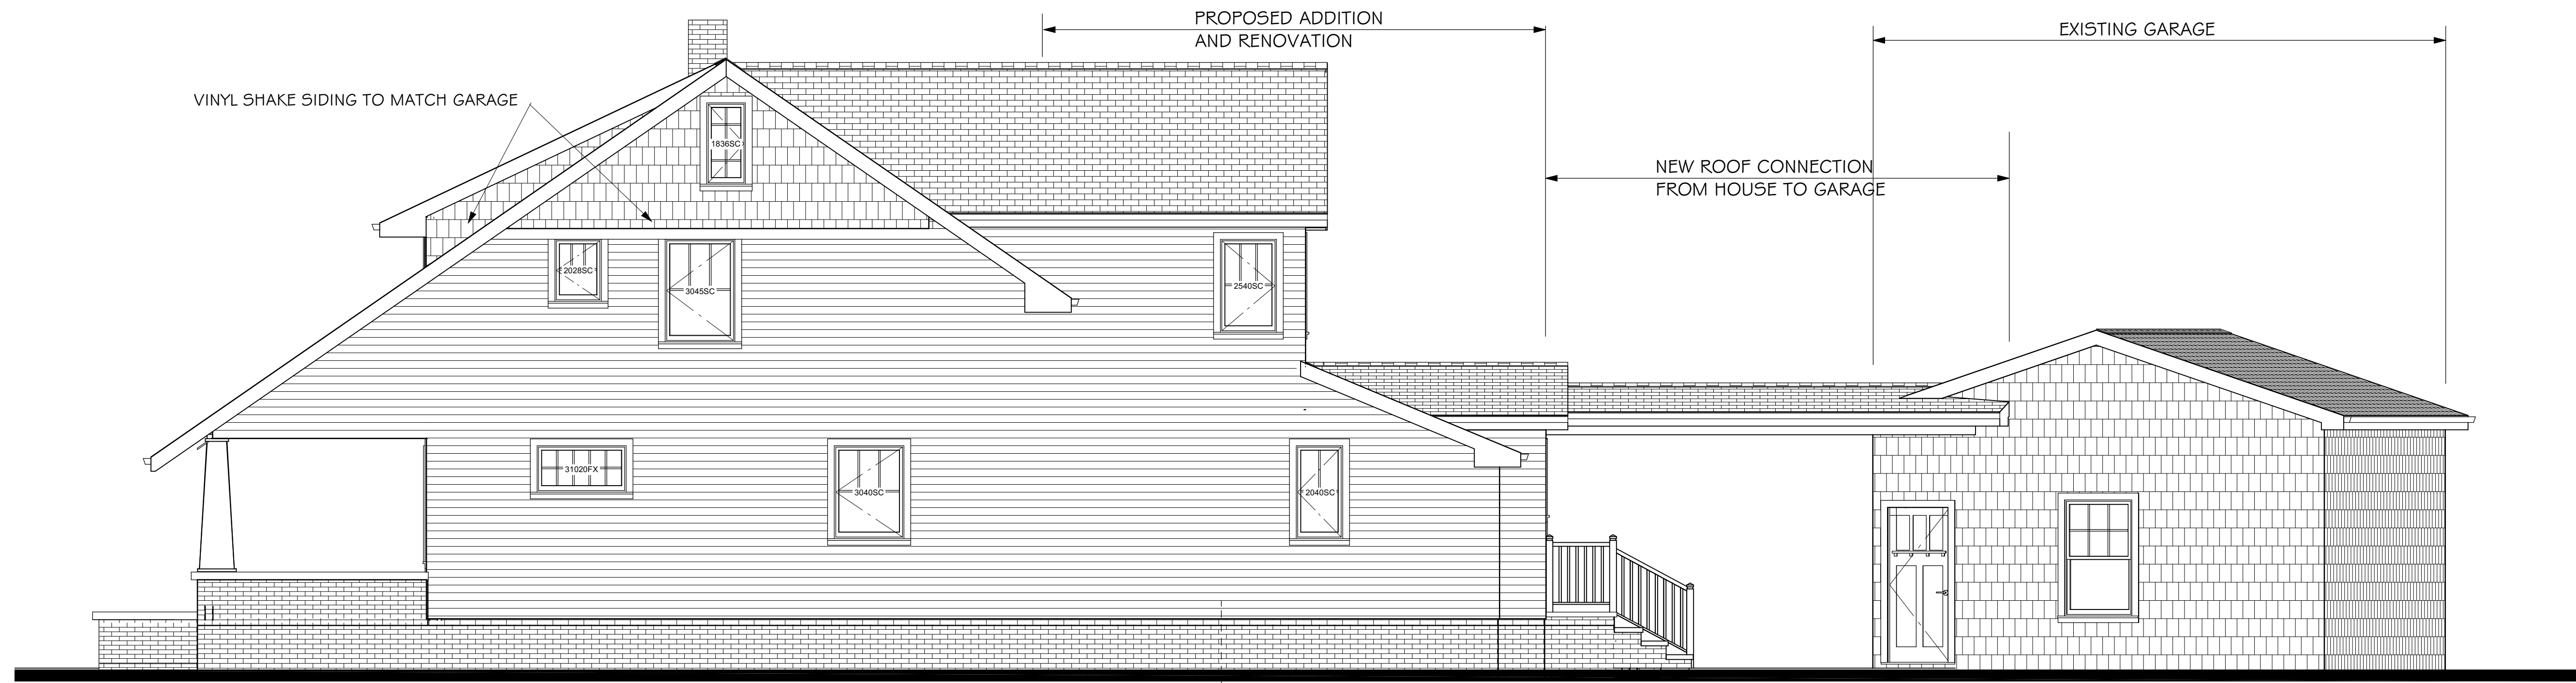 PROPOSED ADDITION
AND RENOVATION
EXISTING GARAGE
VINYL SHAKE SIDING TO MATCH GARAGE
1836SC
NEW ROOF CONNECTION
FROM HOUSE TO GARAGE
2028SC
3045SC
2540SC
31020FX
3040SC
2040SC